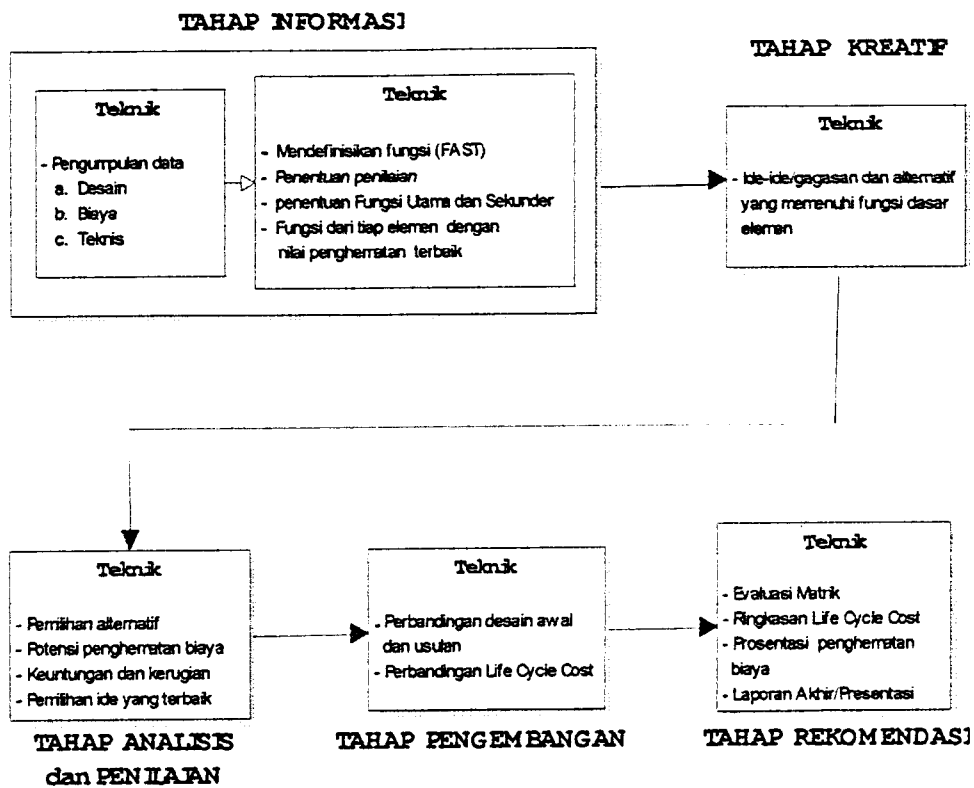 TAHAP INFORMASI
Teknik
- Pengumpulan data
a. Desain
b. Biaya
c. Teknis
Teknik
- Mendefinisikan fungsi (FAST)
- Penentuan penilaian
- penentuan Fungsi Utama dan Sekunder
- Fungsi dari tiap elemen dengan
nilai penghematan terbaik
TAHAP KREATIF
Teknik
- Ide-ide/gagasan dan alternatif
yang memenuhi fungsi dasar
elemen
Teknik
- Pemilihan alternatif
- Potensi penghematan biaya
- Keuntungan dan kerugian
- Pemilihan ide yang terbaik
TAHAP ANALISIS
dan PENILAIAN
Teknik
- Perbandingan desain awal
dan usulan
- Perbandingan Life Cycle Cost
TAHAP PENGEMBANGAN
Teknik
- Evaluasi Matrik
- Ringkasan Life Cycle Cost
- Prosentasi penghematan
biaya
- Laporan Akhir/Presentasi
TAHAP REKOMENDASI